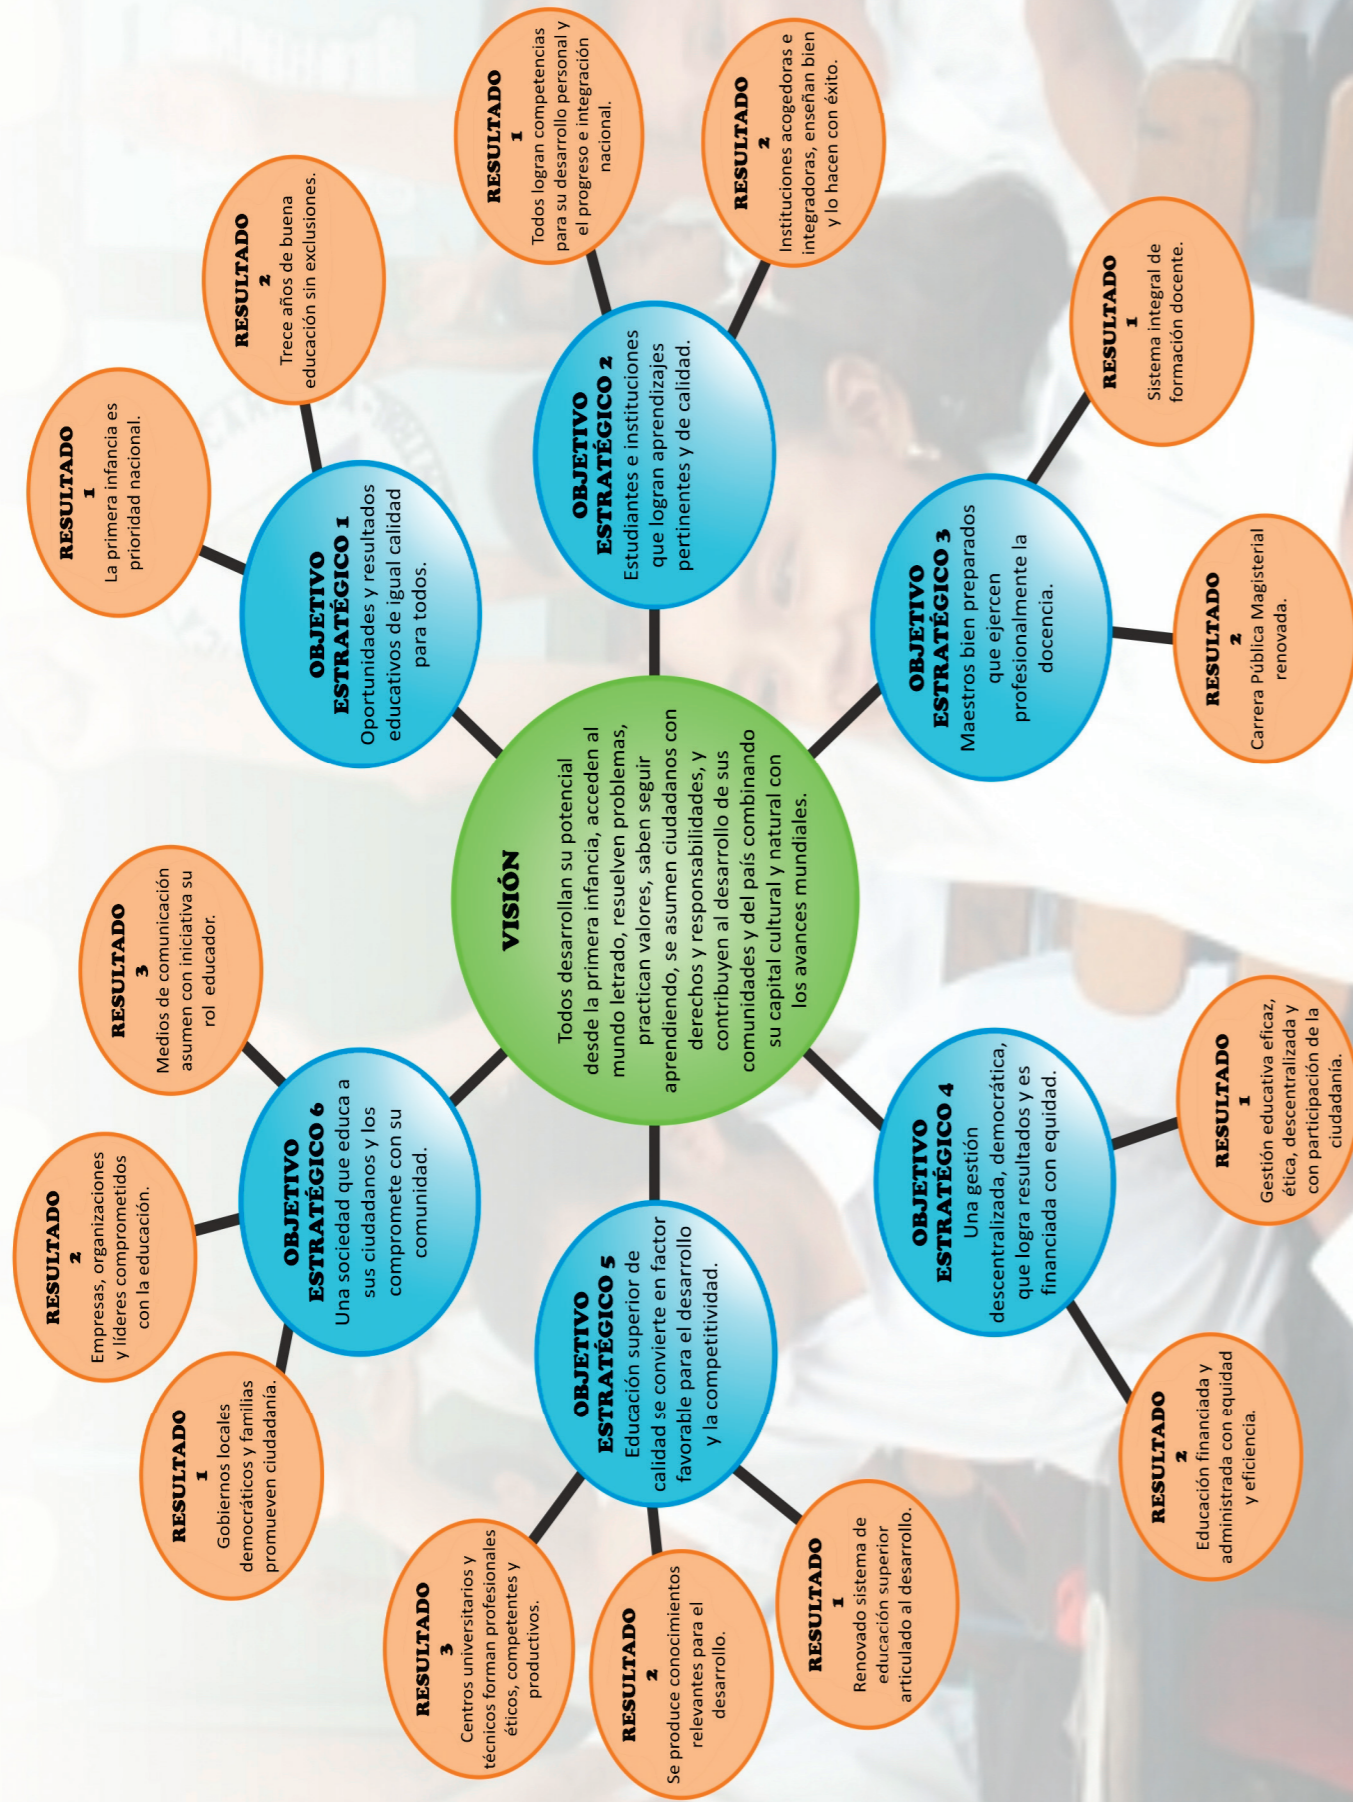 VISIÓN
Todos desarrollan su potencial
desde la primera infancia, acceden al
mundo letrado, resuelven problemas,
practican valores, saben seguir
aprendiendo, se asumen ciudadanos con
derechos y responsabilidades, y
contribuyen al desarrollo de sus
comunidades y del país combinando
su capital cultural y natural con
los avances mundiales.
OBJETIVO
ESTRATÉGICO 1
Oportunidades y resultados
educativos de igual calidad
para todos.
RESULTADO
1
La primera infancia es
prioridad nacional.
RESULTADO
2
Trece años de buena
educación sin exclusiones.
OBJETIVO
ESTRATÉGICO 2
Estudiantes e instituciones
que logran aprendizajes
pertinentes y de calidad.
RESULTADO
1
Todos logran competencias
para su desarrollo personal y
el progreso e integración
nacional.
RESULTADO
2
Instituciones acogedoras e
integradoras, enseñan bien
y lo hacen con éxito.
OBJETIVO
ESTRATÉGICO 3
Maestros bien preparados
que ejercen
profesionalmente la
docencia.
RESULTADO
1
Sistema integral de
formación docente.
RESULTADO
2
Carrera Pública Magisterial
renovada.
OBJETIVO
ESTRATÉGICO 4
Una gestión
descentralizada, democrática,
que logra resultados y es
financiada con equidad.
RESULTADO
1
Gestión educativa eficaz,
ética, descentralizada y
con participación de la
ciudadanía.
RESULTADO
2
Educación financiada y
administrada con equidad
y eficiencia.
OBJETIVO
ESTRATÉGICO 5
Educación superior de
calidad se convierte en factor
favorable para el desarrollo
y la competitividad.
RESULTADO
1
Renovado sistema de
educación superior
articulado al desarrollo.
RESULTADO
2
Se produce conocimientos
relevantes para el
desarrollo.
RESULTADO
3
Centros universitarios y
técnicos forman profesionales
éticos, competentes y
productivos.
OBJETIVO
ESTRATÉGICO 6
Una sociedad que educa a
sus ciudadanos y los
compromete con su
comunidad.
RESULTADO
1
Gobiernos locales
democráticos y familias
promueven ciudadanía.
RESULTADO
2
Empresas, organizaciones
y líderes comprometidos
con la educación.
RESULTADO
3
Medios de comunicación
asumen con iniciativa su
rol educador.